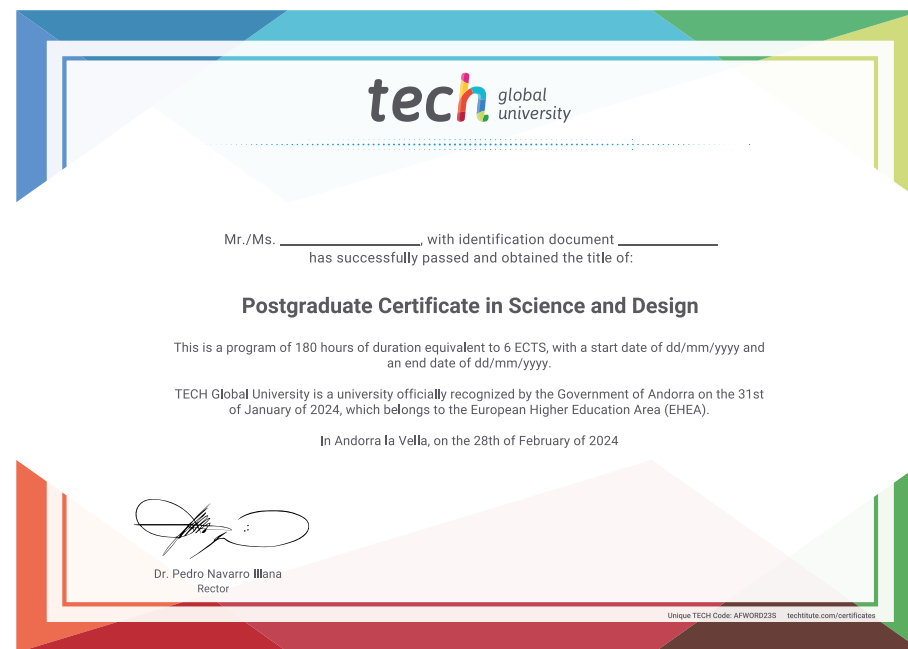 tech global
university
Mr./Ms. ____________________, with identification document ______________
has successfully passed and obtained the title of:
Postgraduate Certificate in Science and Design
This is a program of 180 hours of duration equivalent to 6 ECTS, with a start date of dd/mm/yyyy and
an end date of dd/mm/yyyy.
TECH Global University is a university officially recognized by the Government of Andorra on the 31st
of January of 2024, which belongs to the European Higher Education Area (EHEA).
In Andorra la Vella, on the 28th of February of 2024
Dr. Pedro Navarro Illana
Rector
Unique TECH Code: AFWORD23S techtitute.com/certificates